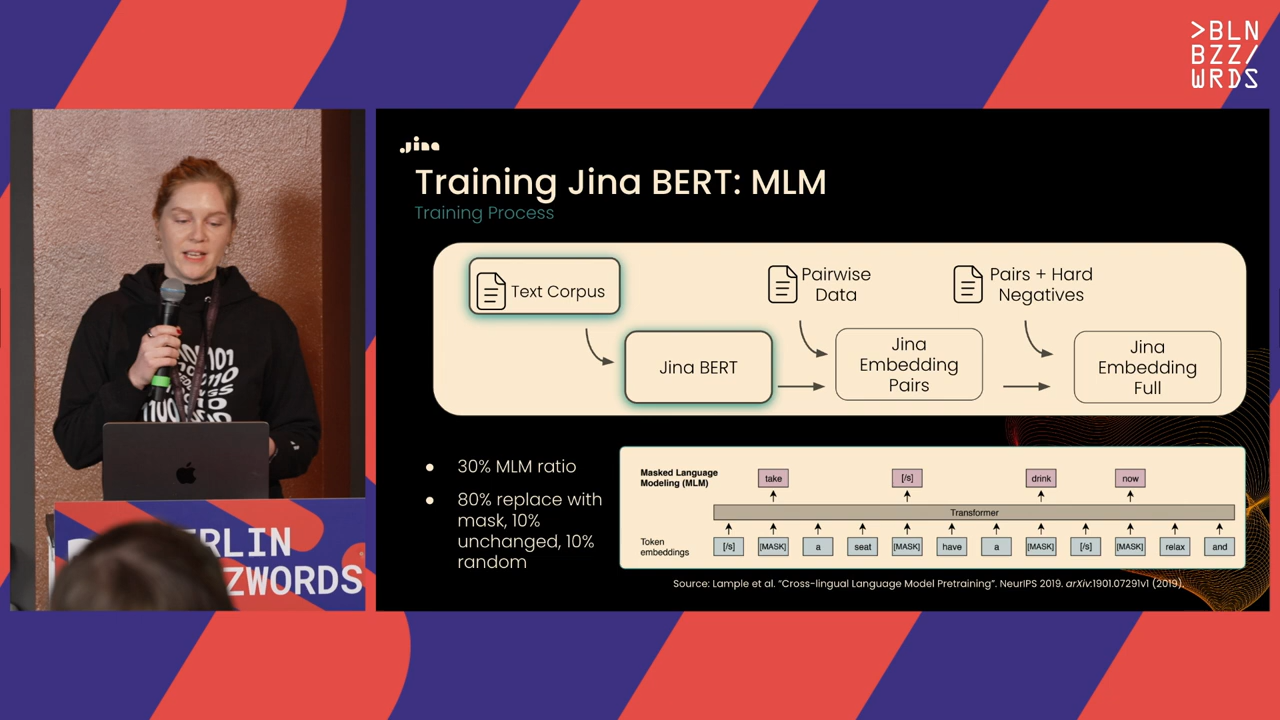 >BLN
BZZ/
WRDS
Jina
Training Jina BERT: MLM
Training Process
Text Corpus
Pairwise
Data
Pairs + Hard
Negatives
Jina BERT
Jina
Embedding
Pairs
Jina
Embedding
Full
● 30% MLM ratio
● 80% replace with
mask, 10%
unchanged, 10%
random
Masked Language
Modeling (MLM)
take [/s] drink now
Transformer
Token
embeddings
[/s] [MASK] a seat [MASK] have a [MASK] [/s] [MASK] relax and
Source: Lample et al. “Cross-lingual Language Model Pretraining”. NeurIPS 2019. arXiv:1901.07291v1 (2019).